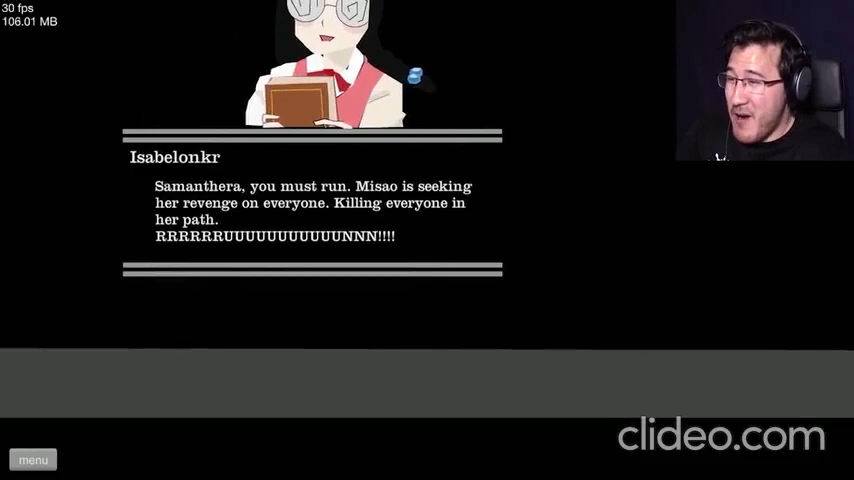 30 fps
106.01 MB
Isabelonkr
Samanthera, you must run. Misao is seeking
her revenge on everyone. Killing everyone in
her path.
RRRRRRUUUUUUUUUUUNNN!!!!
clideo.com
menu